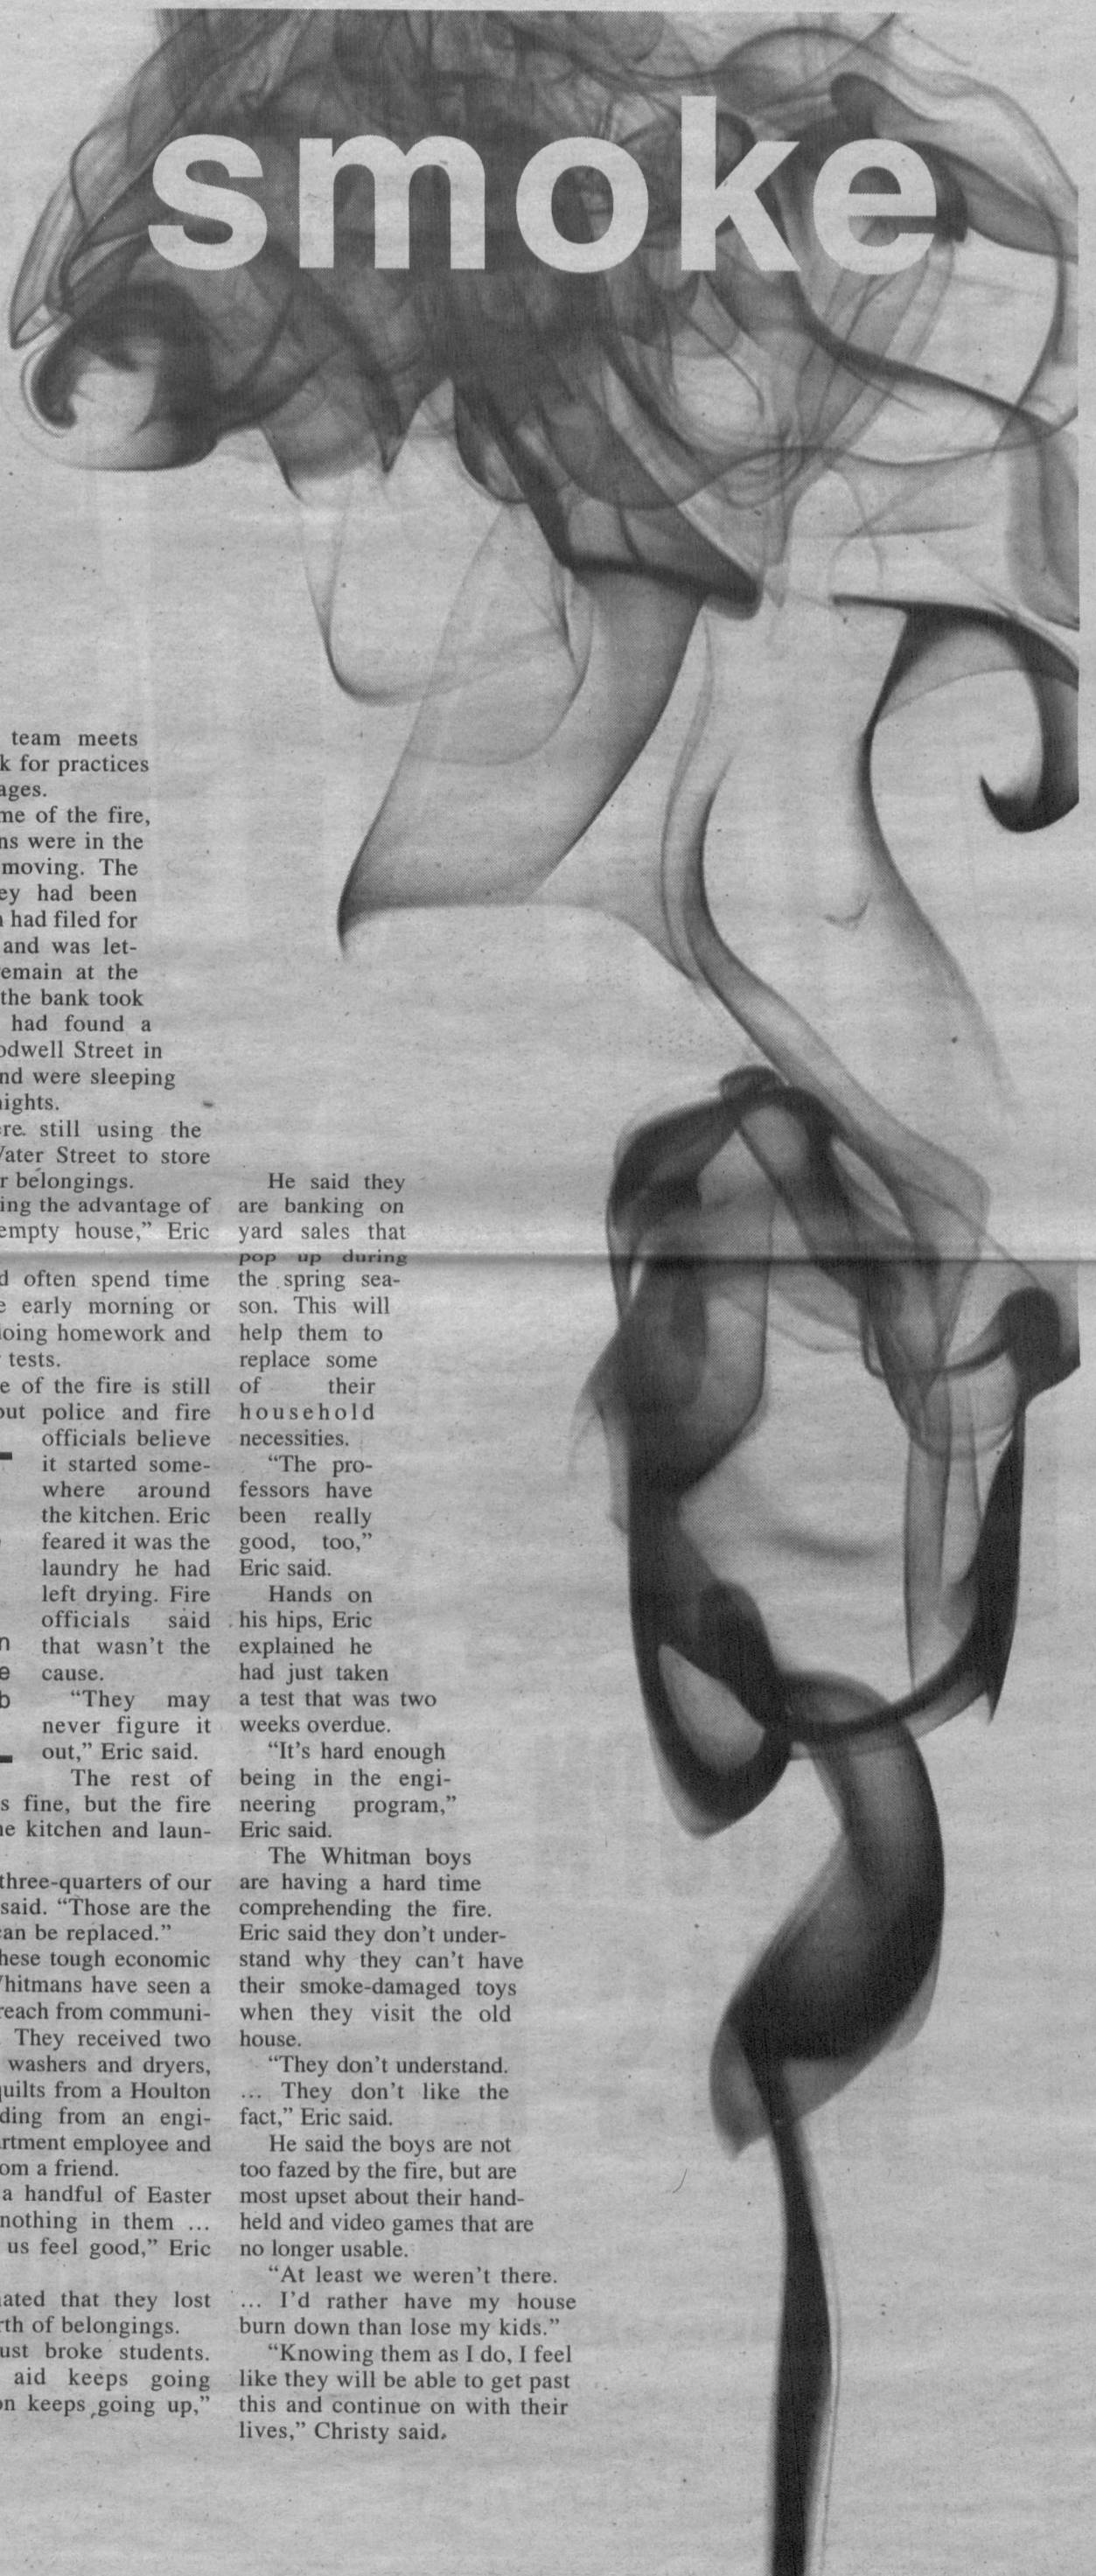 smoke
team meets
k for practices
ages.
me of the fire,
ns were in the
moving. The
ey had been
had filed for
and was let-
emain at the
the bank took
had found a
odwell Street in
nd were sleeping
ights.
re still using the
Vater Street to store
r belongings.
ing the advantage of
empty house,” Eric
d often spend time
e early morning or
doing homework and
tests.
e of the fire is still
out police and fire
officials believe
it started some-
where around
the kitchen. Eric
feared it was the
laundry he had
left drying. Fire
officials said
that wasn't the
cause.
“They may
never figure it
out,” Eric said.
The rest of
s fine, but the fire
he kitchen and laun-
three-quarters of our
said. “Those are the
can be replaced.”
hese tough economic
Whitmans have seen a
reach from communi-
They received two
washers and dryers,
quilts from a Houlton
ding from an engi-
artment employee and
om a friend.
a handful of Easter
nothing in them ...
us feel good,” Eric
ated that they lost
rth of belongings.
ust broke students.
aid keeps going
on keeps going up,”
n
e
b
He said they
are banking on
yard sales that
pop up during
the spring sea-
son. This will
help them to
replace some
of their
household
necessities.
“The pro-
fessors have
been really
good, too,”
Eric said.
Hands on
his hips, Eric
explained he
had just taken
a test that was two
weeks overdue.
“It's hard enough
being in the engi-
neering program,”
Eric said.
The Whitman boys
are having a hard time
comprehending the fire.
Eric said they don't under-
stand why they can't have
their smoke-damaged toys
when they visit the old
house.
“They don't understand.
... They don't like the
fact,” Eric said.
He said the boys are not
too fazed by the fire, but are
most upset about their hand-
held and video games that are
no longer usable.
“At least we weren't there.
... I'd rather have my house
burn down than lose my kids.”
“Knowing them as I do, I feel
like they will be able to get past
this and continue on with their
lives,” Christy said.